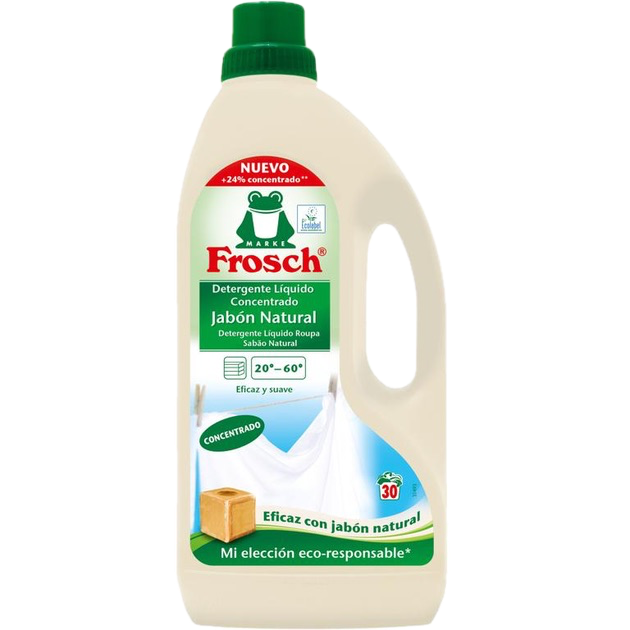 NUEVO
+24% concentrado**
Ecolabel
MARKE
Frosch®
Detergente Líquido
Concentrado
Jabón Natural
Detergente Líquido Roupa
Sabão Natural
20°-60°
Eficaz y suave
CONCENTRADO
30
Eficaz con jabón natural
Mi elección eco-responsable*